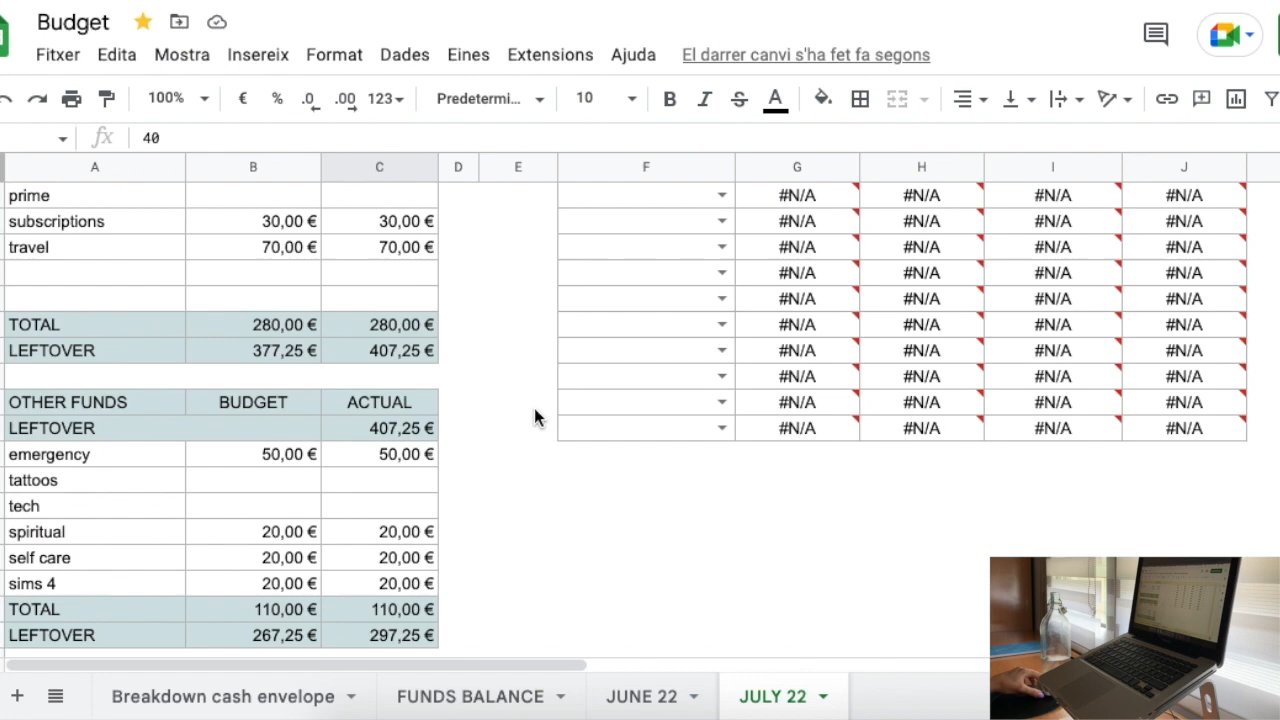 Budget
Fitxer Edita Mostra Insereix Format Dades Eines Extensions Ajuda El darrer canvi s'ha fet fa segons
100% € % .0 .00 123 Predetermi... 10 B I S A
fx 40
A B C D E F G H I J
prime #N/A #N/A #N/A #N/A
subscriptions 30,00 € 30,00 € #N/A #N/A #N/A #N/A
travel 70,00 € 70,00 € #N/A #N/A #N/A #N/A
#N/A #N/A #N/A #N/A
#N/A #N/A #N/A #N/A
TOTAL 280,00 € 280,00 € #N/A #N/A #N/A #N/A
LEFTOVER 377,25 € 407,25 € #N/A #N/A #N/A #N/A
#N/A #N/A #N/A #N/A
OTHER FUNDS BUDGET ACTUAL #N/A #N/A #N/A #N/A
LEFTOVER 407,25 € #N/A #N/A #N/A #N/A
emergency 50,00 € 50,00 €
tattoos
tech
spiritual 20,00 € 20,00 €
self care 20,00 € 20,00 €
sims 4 20,00 € 20,00 €
TOTAL 110,00 € 110,00 €
LEFTOVER 267,25 € 297,25 €
Breakdown cash envelope FUNDS BALANCE JUNE 22 JULY 22